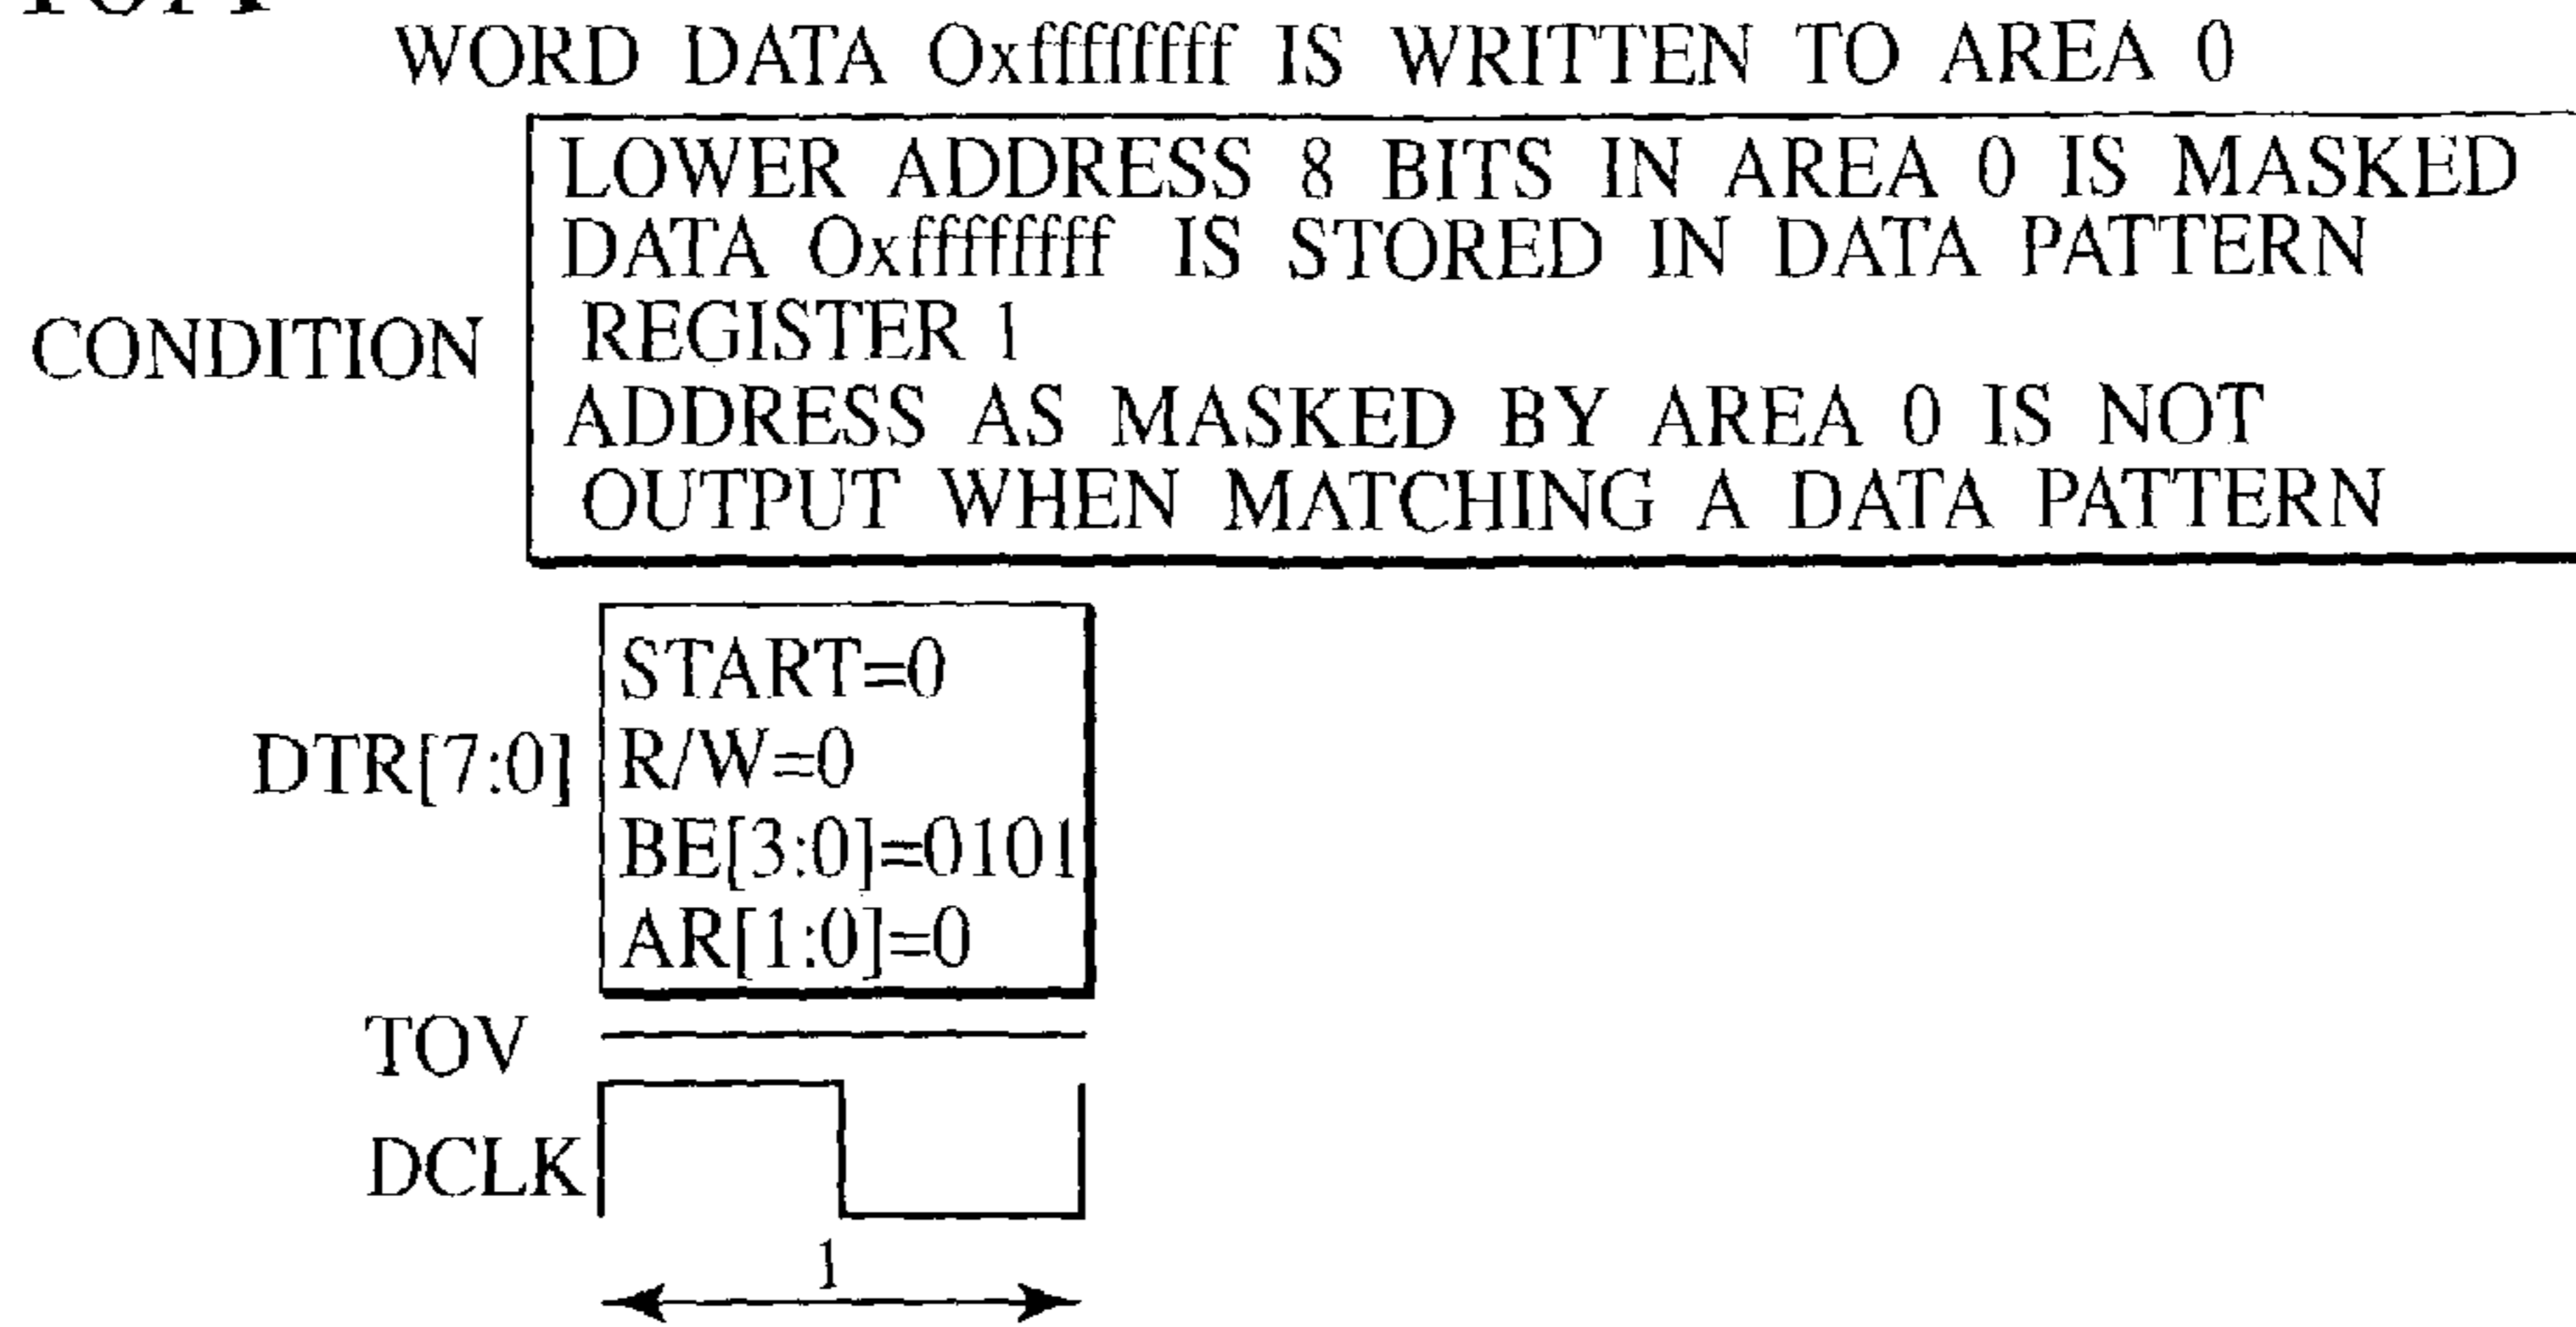 WORD DATA 0xffffffff IS WRITTEN TO AREA 0
LOWER ADDRESS 8 BITS IN AREA 0 IS MASKED
DATA 0xffffffff IS STORED IN DATA PATTERN
REGISTER 1
CONDITION
ADDRESS AS MASKED BY AREA 0 IS NOT
OUTPUT WHEN MATCHING A DATA PATTERN
START=0
DTR[7:0]
R/W=0
BE[3:0]=0101
AR[1:0]=0
TOV
DCLK
1